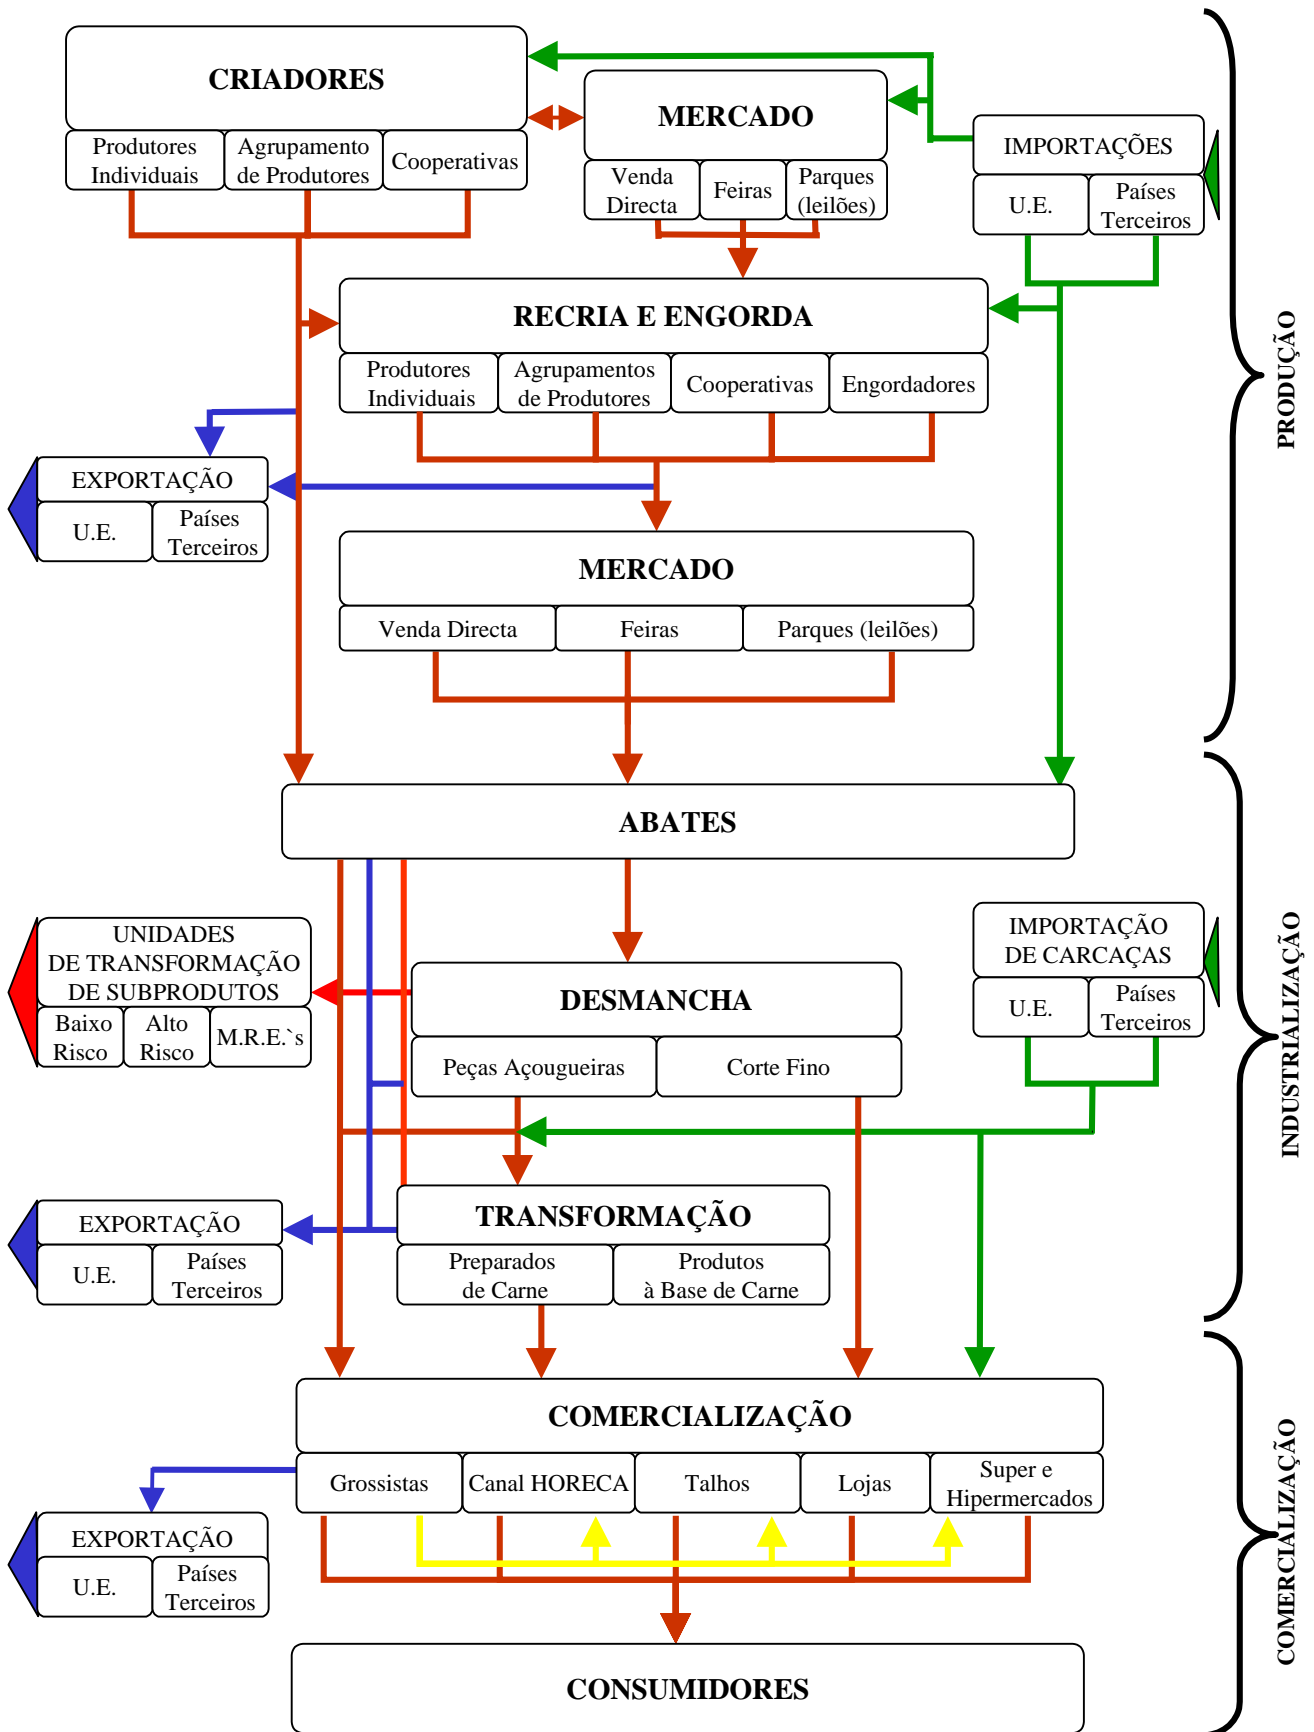 CRIADORES
Produtores
Individuais
Agrupamento
de Produtores
Cooperativas
MERCADO
Venda
Directa
Feiras
Parques
(leilões)
IMPORTAÇÕES
U.E.
Países
Terceiros
RECRIA E ENGORDA
Produtores
Individuais
Agrupamentos
de Produtores
Cooperativas
Engordadores
PRODUÇÃO
EXPORTAÇÃO
U.E.
Países
Terceiros
MERCADO
Venda Directa
Feiras
Parques (leilões)
ABATES
UNIDADES
DE TRANSFORMAÇÃO
DE SUBPRODUTOS
Baixo
Risco
Alto
Risco
M.R.E.`s
DESMANCHA
Peças Açougueiras
Corte Fino
IMPORTAÇÃO
DE CARCAÇAS
U.E.
Países
Terceiros
INDUSTRIALIZAÇÃO
EXPORTAÇÃO
U.E.
Países
Terceiros
TRANSFORMAÇÃO
Preparados
de Carne
Produtos
à Base de Carne
COMERCIALIZAÇÃO
Grossistas
Canal HORECA
Talhos
Lojas
Super e
Hipermercados
EXPORTAÇÃO
U.E.
Países
Terceiros
COMERCIALIZAÇÃO
CONSUMIDORES